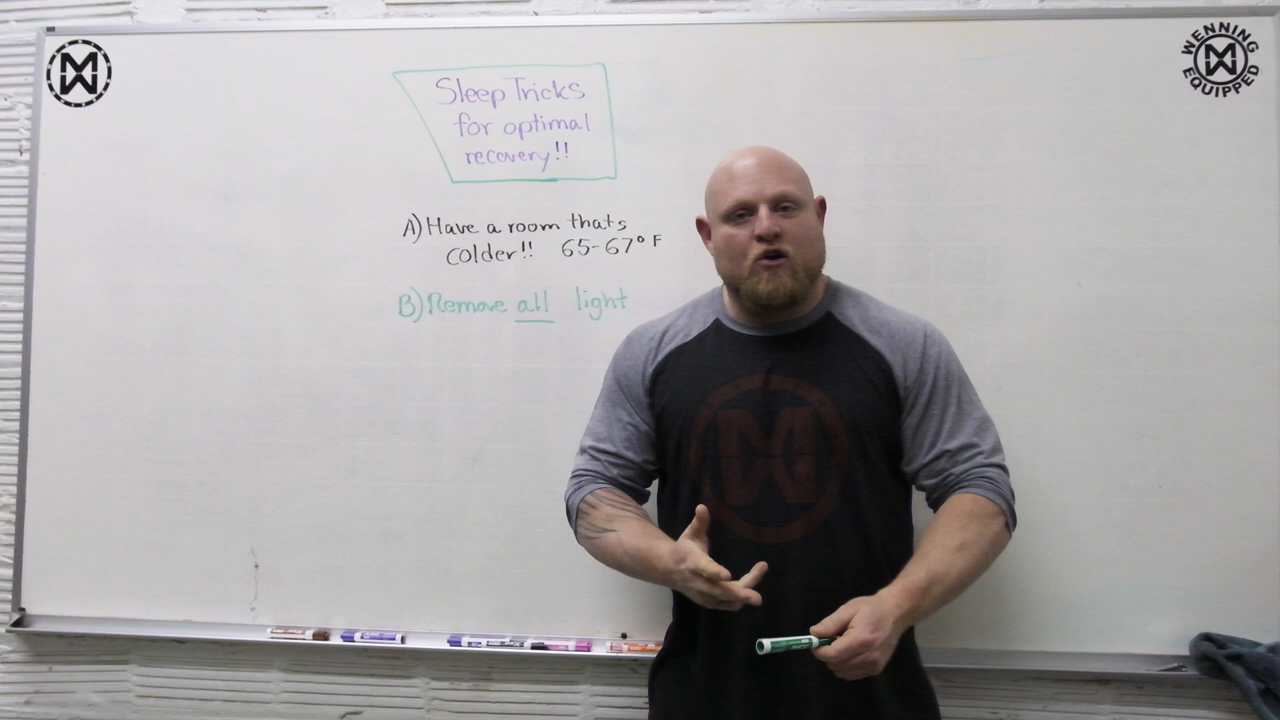 Sleep Tricks
for optimal
recovery!!
A) Have a room thats
colder!! 65-67° F
B) Remove all light
WENNING
EQUIPPED